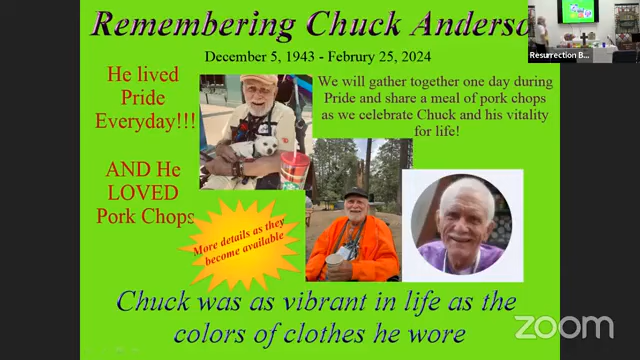 Remembering Chuck Anderso
December 5, 1943 - Februry 25, 2024
He lived
Pride
Everyday!!!
AND He
LOVED
Pork Chops
We will gather together one day during
Pride and share a meal of pork chops
as we celebrate Chuck and his vitality
for life!
More details as they
become available
Chuck was as vibrant in life as the
colors of clothes he wore
Resurrection B...
zoom